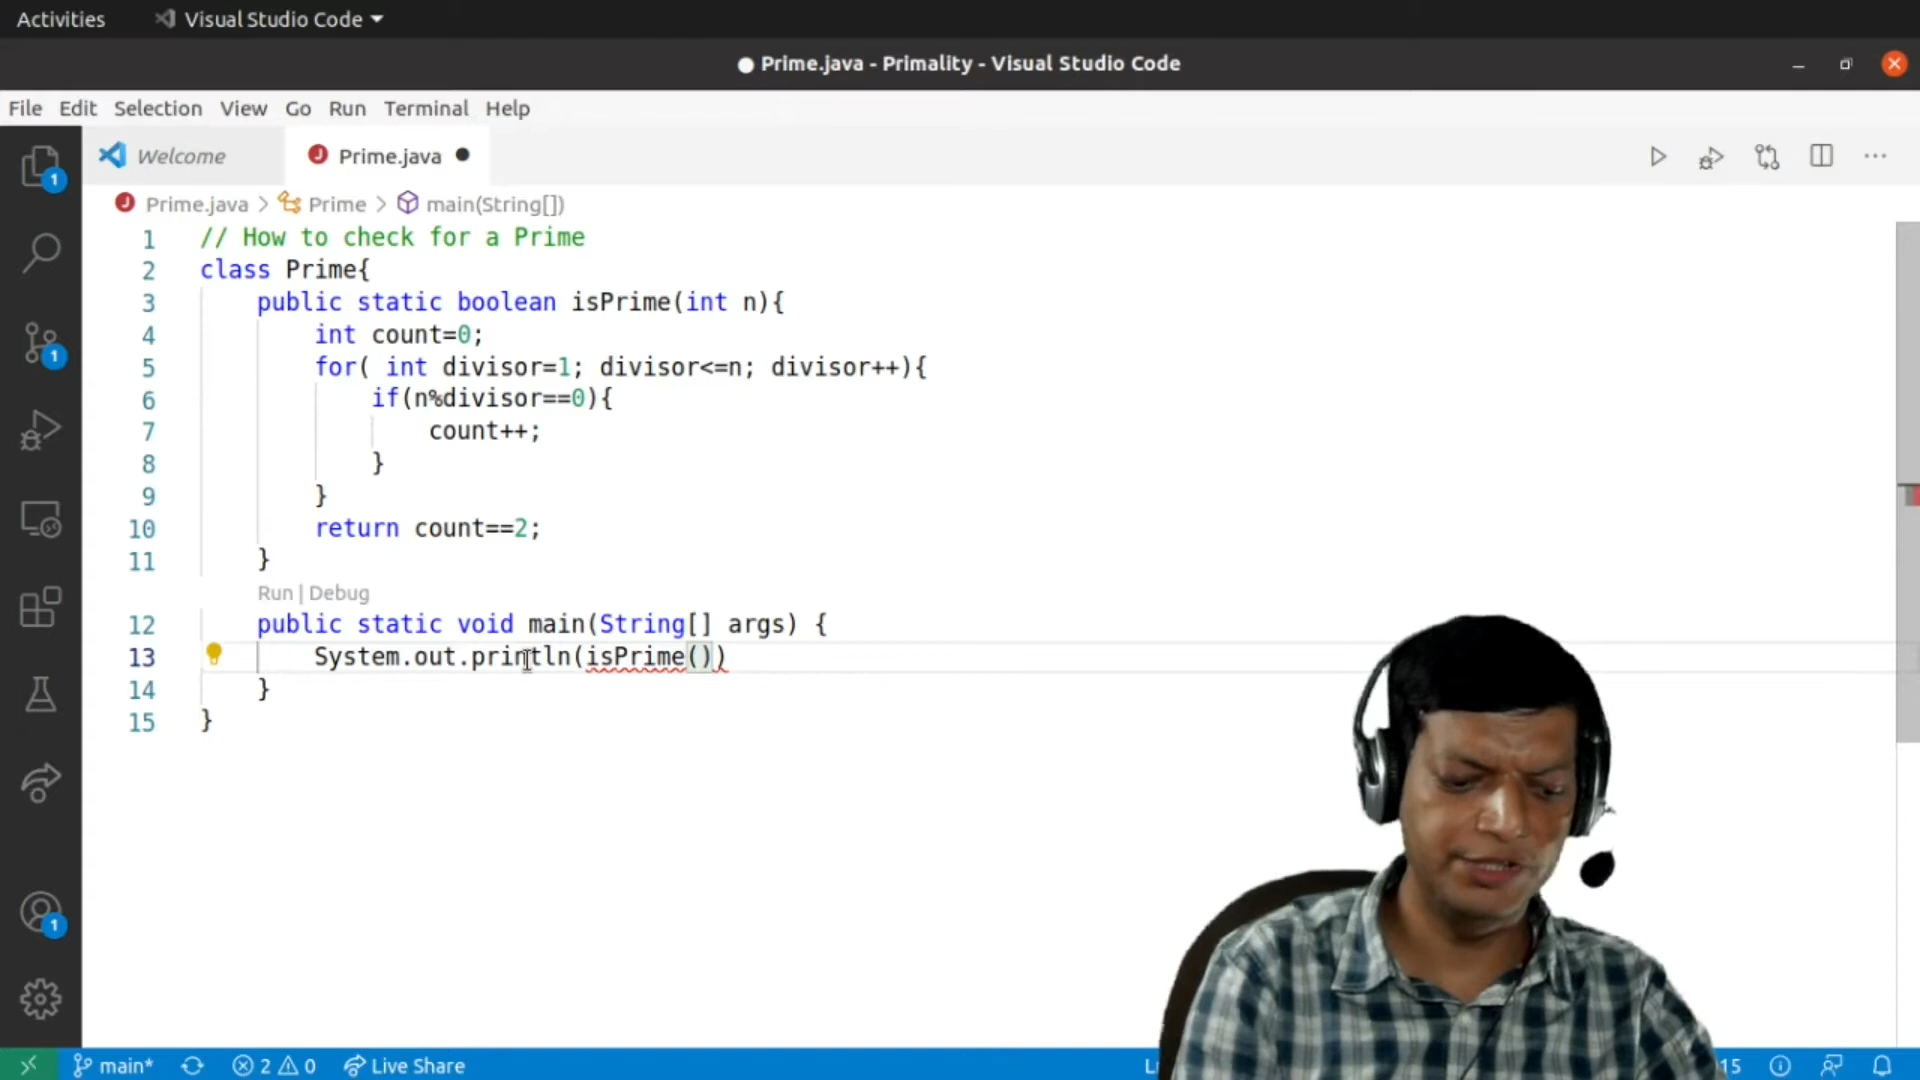 Activities Visual Studio Code
Prime.java - Primality - Visual Studio Code
File Edit Selection View Go Run Terminal Help
Welcome Prime.java
Prime.java > Prime > main(String[])
1 // How to check for a Prime
2 class Prime{
3 public static boolean isPrime(int n){
4 int count=0;
5 for( int divisor=1; divisor<=n; divisor++){
6 if(n%divisor==0){
7 count++;
8 }
9 }
10 return count==2;
11 }
Run | Debug
12 public static void main(String[] args) {
13 System.out.println(isPrime())
14 }
15 }
1
1
1
main* 2 0 Live Share 15